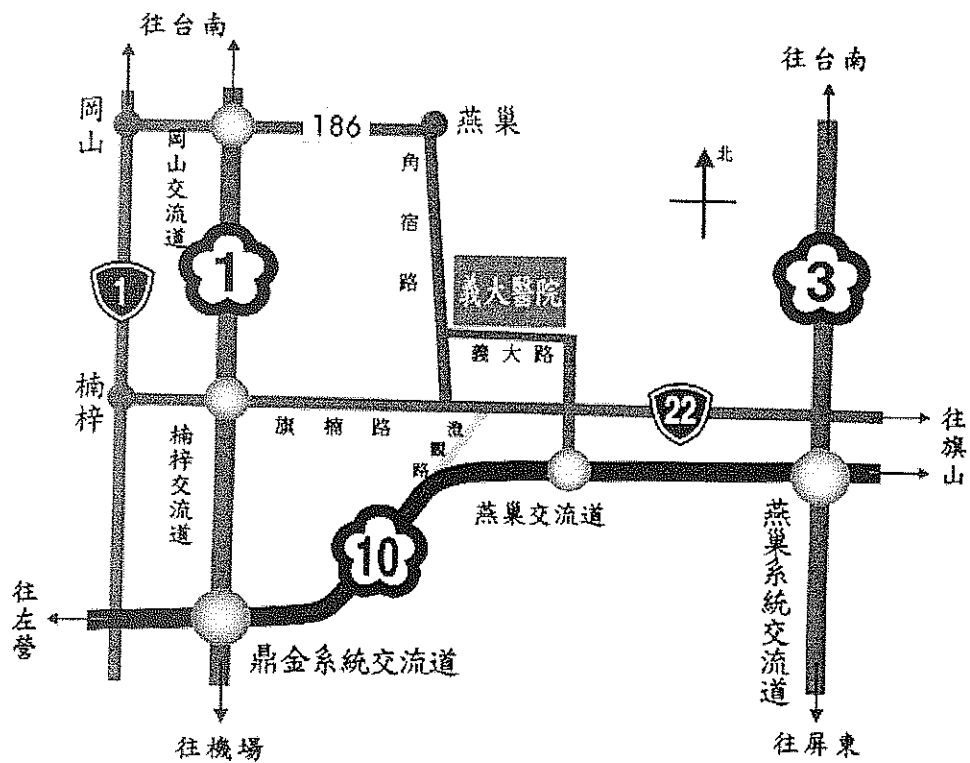 往台南
往台南
岡山
186
燕巢
北
岡山交流道
角宿路
1
1
3
義大醫院
義大路
楠梓
22
旗楠路
澄觀路
往旗山
楠梓交流道
燕巢交流道
燕巢系統交流道
10
往左營
鼎金系統交流道
往機場
往屏東